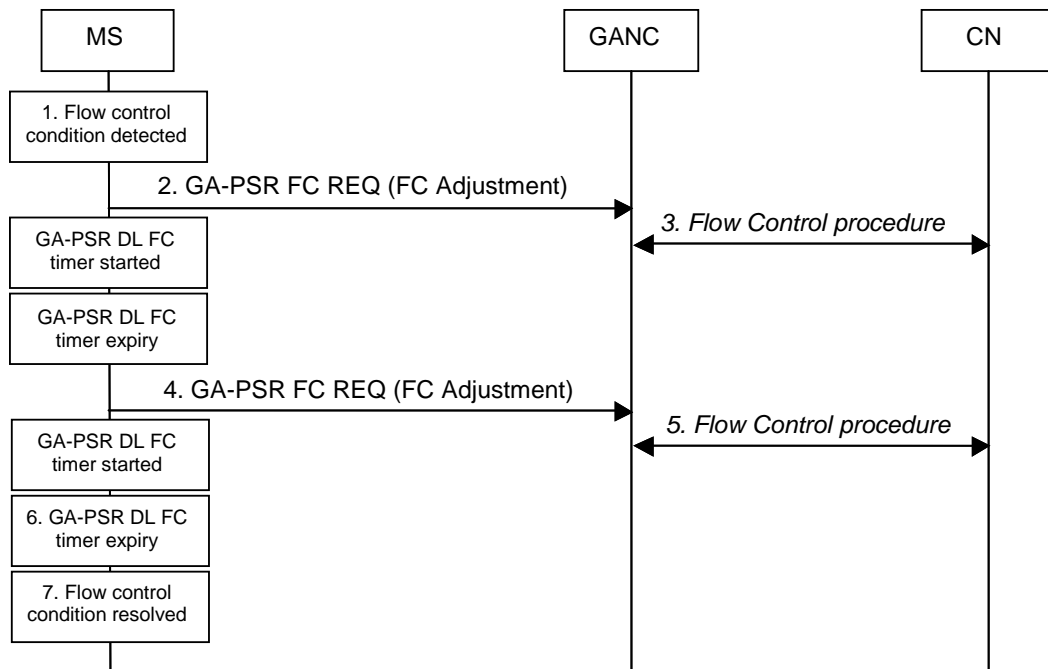 MS
GANC
CN
1. Flow control
condition detected
2. GA-PSR FC REQ (FC Adjustment)
3. Flow Control procedure
GA-PSR DL FC
timer started
GA-PSR DL FC
timer expiry
4. GA-PSR FC REQ (FC Adjustment)
5. Flow Control procedure
GA-PSR DL FC
timer started
6. GA-PSR DL FC
timer expiry
7. Flow control
condition resolved